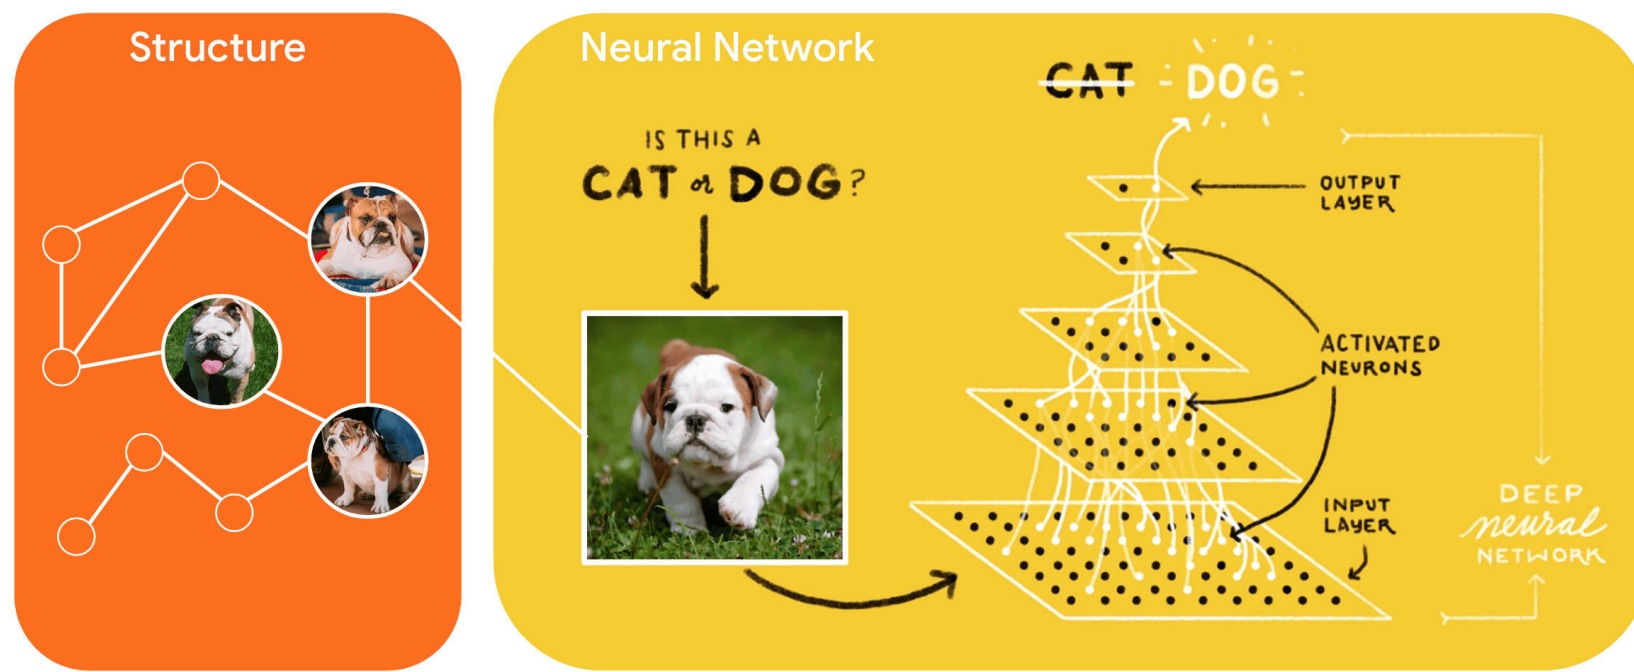 Structure
Neural Network
IS THIS A
CAT or DOG?
CAT DOG
OUTPUT
LAYER
ACTIVATED
NEURONS
INPUT
LAYER
DEEP
neural
NETWORK